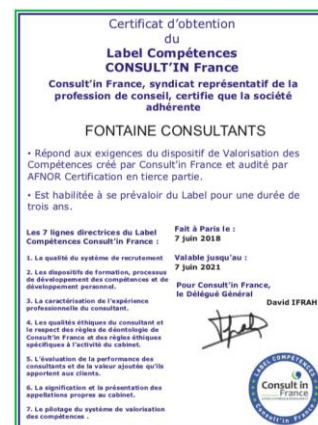 Certificat d'obtention
du
Label Compétences
CONSULT'IN France
Consult'in France, syndicat représentatif de la
profession de conseil, certifie que la société
adhérente
FONTAINE CONSULTANTS
• Répond aux exigences du dispositif de Valorisation des
Compétences créé par Consult'in France et audité par
AFNOR Certification en tierce partie.
• Est habilitée à se prévaloir du Label pour une durée de
trois ans.
Les 7 lignes directrices du Label
Compétences Consult'in France :
1. La qualité du système de recrutement
2. Les dispositifs de formation, processus
de développement des compétences et de
développement personnel.
3. La caractérisation de l'expérience
professionnelle du consultant.
4. Les qualités éthiques du consultant et
le respect des règles de déontologie de
Consult'in France et des règles éthiques
spécifiques à l'activité du cabinet.
5. L'évaluation de la performance des
consultants et de la valeur ajoutée qu'ils
apportent aux clients.
6. La signification et la présentation des
appellations propres au cabinet.
7. Le pilotage du système de valorisation
des compétences .
Fait à Paris le :
7 juin 2018
Valable jusqu'au :
7 juin 2021
Pour Consult'in France,
le Délégué Général
David IFRAH
LABEL COMPÉTENCES
Consult in
France
Consult'in France